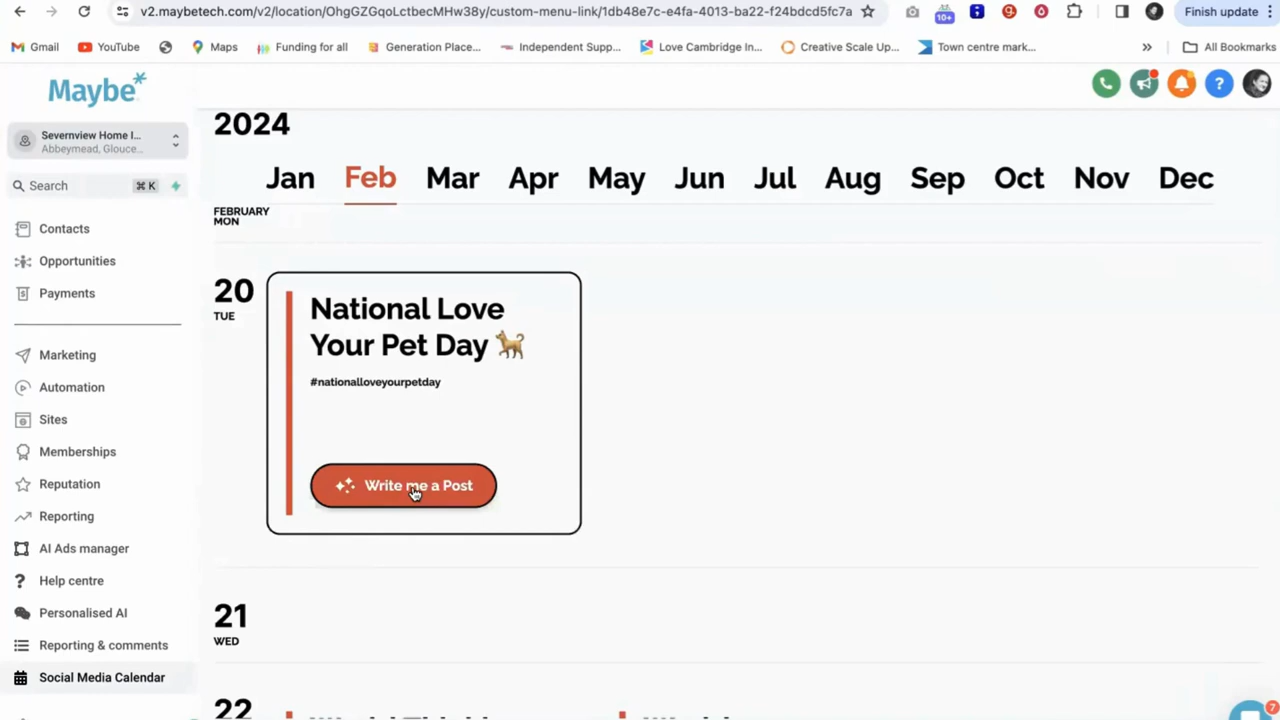 v2.maybetech.com/v2/location/OhgGZGqoLctbecMHw38y/custom-menu-link/1db48e7c-e4fa-4013-ba22-f24bdcd5fc7a
10+
Finish update
Gmail
YouTube
Maps
Funding for all
Generation Place...
Independent Supp...
Love Cambridge In...
Creative Scale Up...
Town centre mark...
»
All Bookmarks
Maybe*
Severnview Home I...
Abbeymead, Glouce...
Search
⌘ K
Contacts
Opportunities
Payments
Marketing
Automation
Sites
Memberships
Reputation
Reporting
AI Ads manager
Help centre
Personalised AI
Reporting & comments
Social Media Calendar
2024
Jan Feb Mar Apr May Jun Jul Aug Sep Oct Nov Dec
FEBRUARY
MON
20
TUE
National Love
Your Pet Day 🐕
#nationalloveyourpetday
Write me a Post
21
WED
22
7